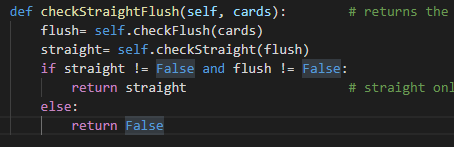 def checkStraightFlush(self, cards):        # returns the
    flush= self.checkFlush(cards)
    straight= self.checkStraight(flush)
    if straight != False and flush != False:
        return straight                     # straight onl
    else:
        return False